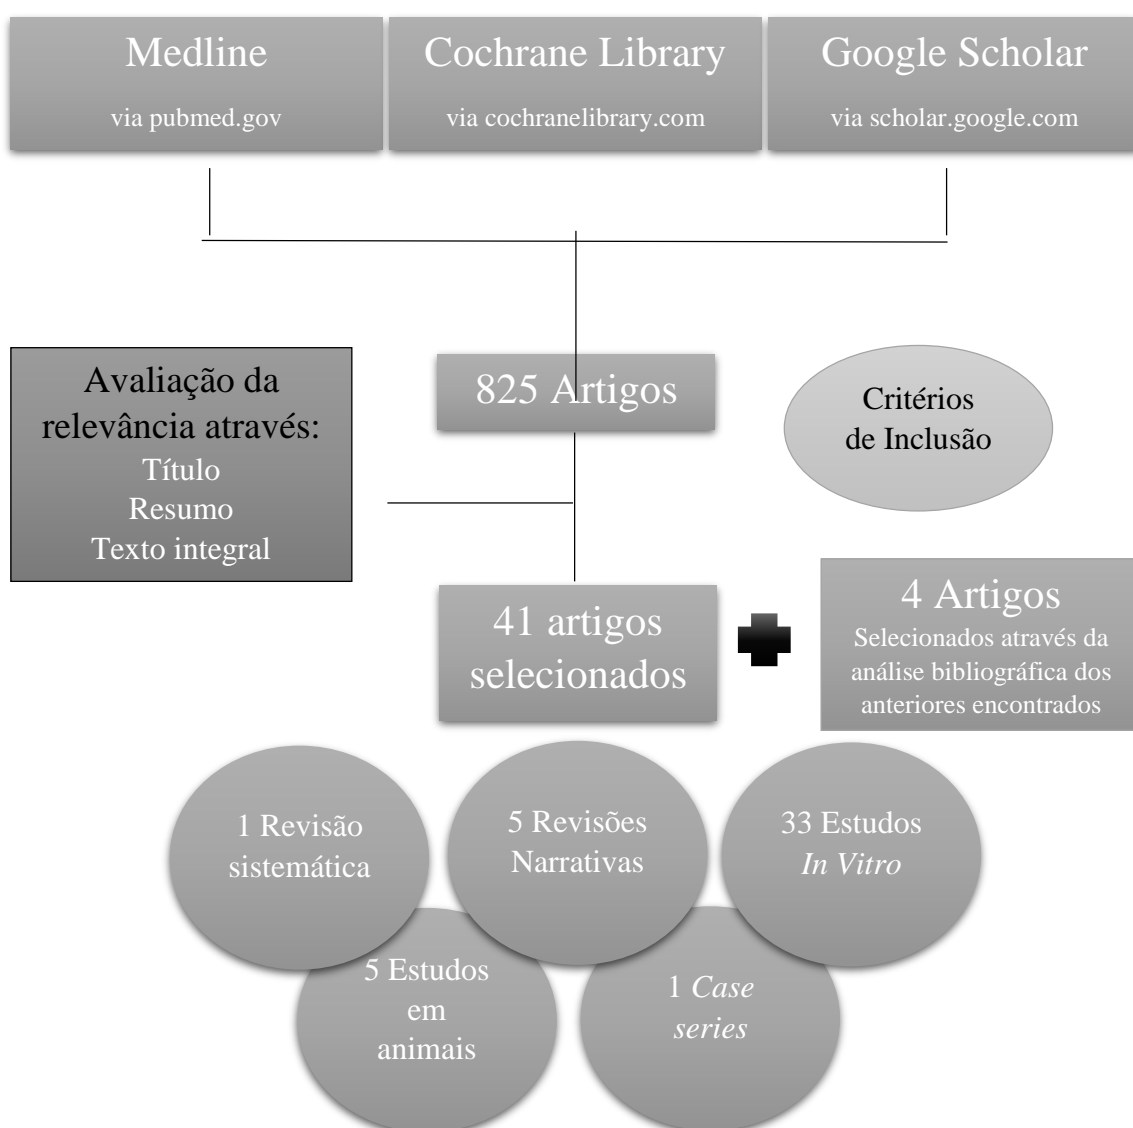 Medline
via pubmed.gov
Cochrane Library
via cochranelibrary.com
Google Scholar
via scholar.google.com
Avaliação da
relevância através:
Título
Resumo
Texto integral
825 Artigos
Critérios
de Inclusão
41 artigos
selecionados
4 Artigos
Selecionados através da
análise bibliográfica dos
anteriores encontrados
1 Revisão
sistemática
5 Revisões
Narrativas
33 Estudos
In Vitro
5 Estudos
em
animais
1 Case
series